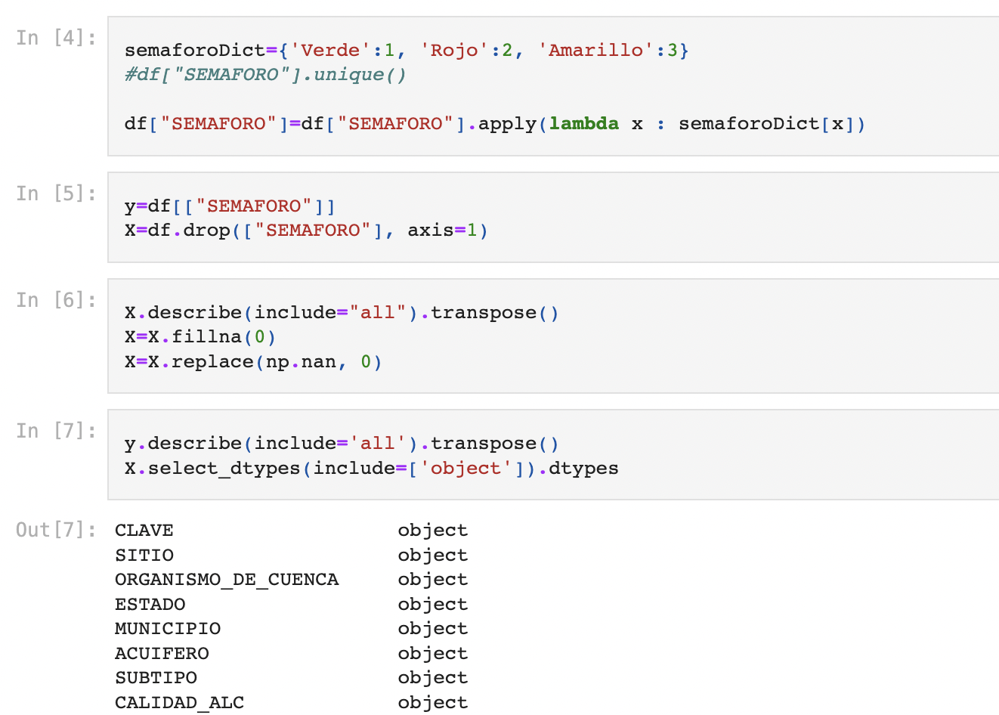 In [4]:
semaforoDict={'Verde':1, 'Rojo':2, 'Amarillo':3}
#df["SEMAFORO"].unique()
df["SEMAFORO"]=df["SEMAFORO"].apply(lambda x : semaforoDict[x])
In [5]:
y=df[["SEMAFORO"]]
X=df.drop(["SEMAFORO"], axis=1)
In [6]:
X.describe(include="all").transpose()
X=X.fillna(0)
X=X.replace(np.nan, 0)
In [7]:
y.describe(include='all').transpose()
X.select_dtypes(include=['object']).dtypes
Out[7]:
CLAVE object
SITIO object
ORGANISMO_DE_CUENCA object
ESTADO object
MUNICIPIO object
ACUIFERO object
SUBTIPO object
CALIDAD_ALC object